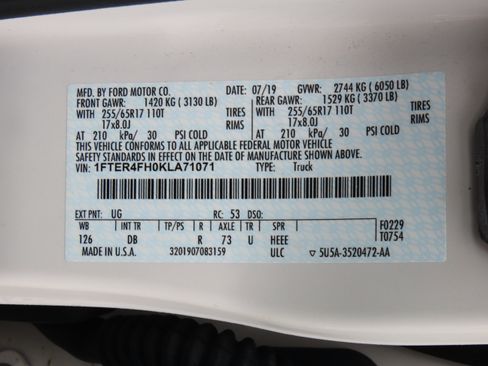 MFD. BY FORD MOTOR CO. DATE: 07/19 GVWR: 2744 KG ( 6050 LB)
FRONT GAWR: 1420 KG ( 3130 LB) REAR GAWR: 1529 KG ( 3370 LB)
WITH 255/65R17 110T TIRES WITH 255/65R17 110T TIRES
17x8.0J RIMS 17x8.0J RIMS
AT 210 kPa/ 30 PSI COLD AT 210 kPa/ 30 PSI COLD
THIS VEHICLE CONFORMS TO ALL APPLICABLE FEDERAL MOTOR VEHICLE
SAFETY AND THEFT PREVENTION STANDARDS IN EFFECT ON THE DATE OF MANUFACTURE SHOWN ABOVE.
VIN: 1FTER4FH0KLA71071 TYPE: Truck
EXT PNT: UG RC: 53 DSO:
WB INT TR TP/PS R AXLE TR SPR F0229
126 DB R 73 U HEEE T0754
MADE IN U.S.A. 3201907083159 ULC 5U5A-3520472-AA